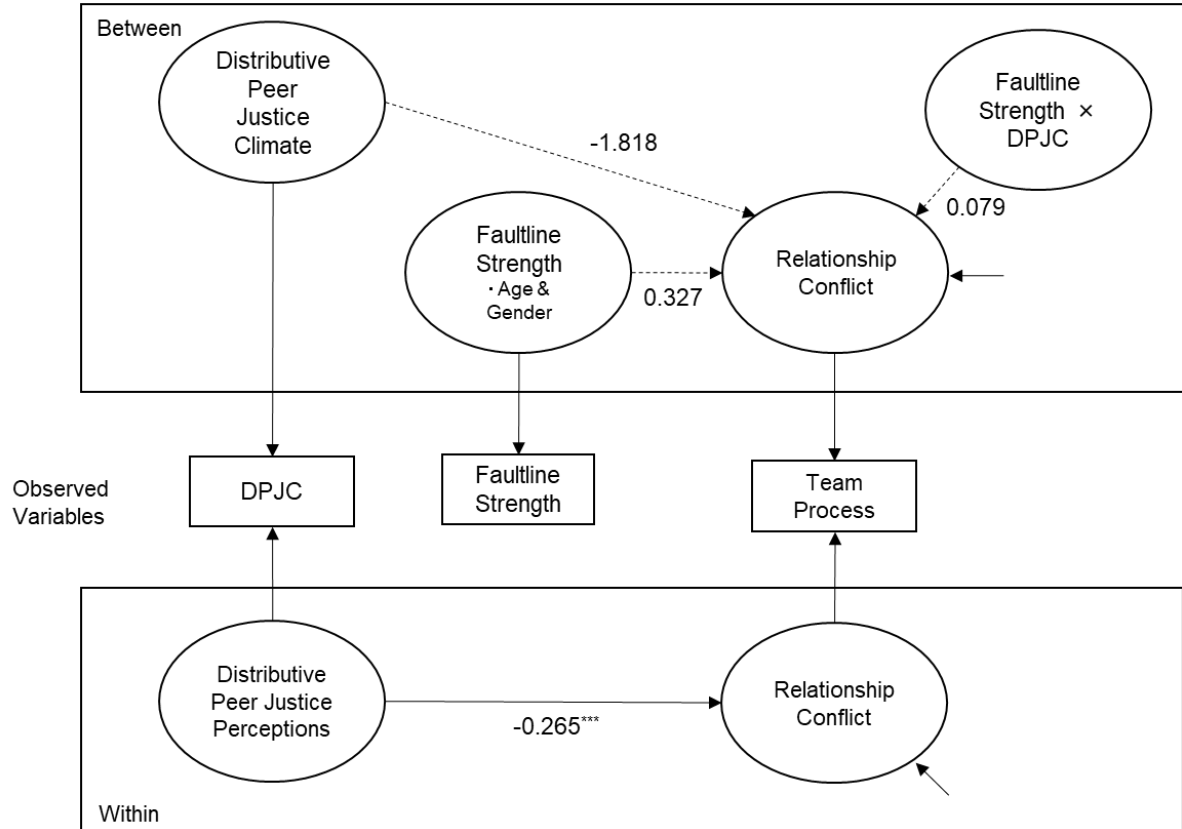 Between
Distributive
Peer
Justice
Climate
Faultline
Strength ×
DPJC
-1.818
0.079
Faultline
Strength
・Age &
Gender
0.327
Relationship
Conflict
Observed
Variables
DPJC
Faultline
Strength
Team
Process
Distributive
Peer Justice
Perceptions
-0.265***
Relationship
Conflict
Within